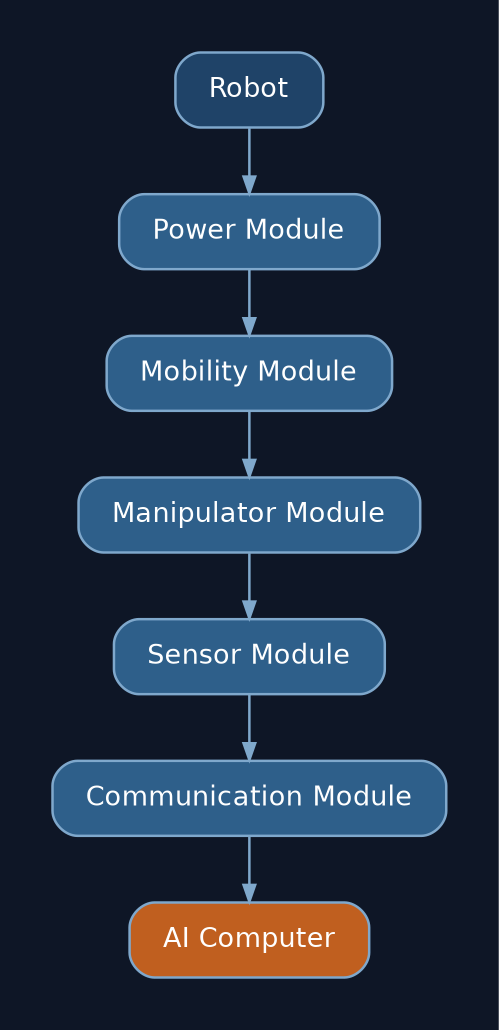 Robot
Power Module
Mobility Module
Manipulator Module
Sensor Module
Communication Module
AI Computer